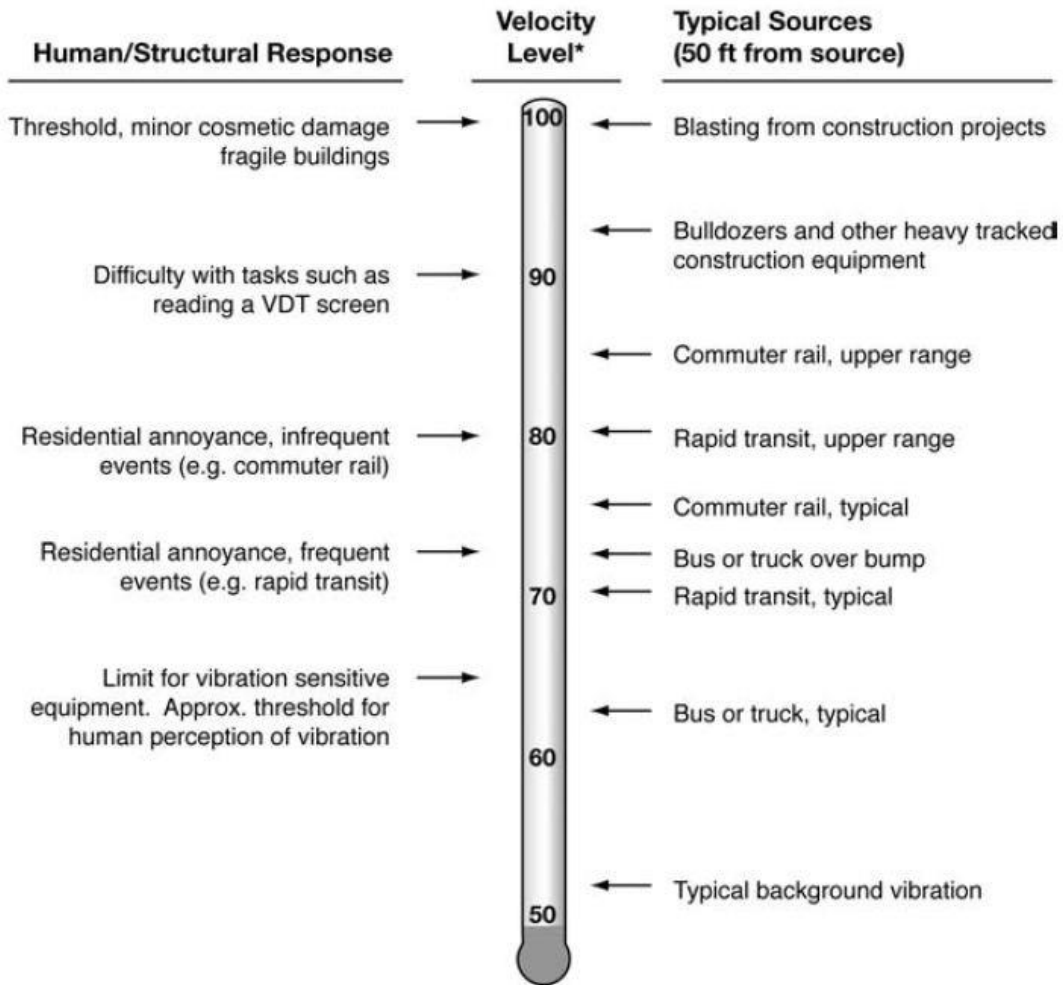 Human/Structural Response
Velocity
Level*
Typical Sources
(50 ft from source)
Threshold, minor cosmetic damage
fragile buildings
100
Blasting from construction projects
Bulldozers and other heavy tracked
construction equipment
Difficulty with tasks such as
reading a VDT screen
90
Commuter rail, upper range
Residential annoyance, infrequent
events (e.g. commuter rail)
80
Rapid transit, upper range
Commuter rail, typical
Residential annoyance, frequent
events (e.g. rapid transit)
Bus or truck over bump
70
Rapid transit, typical
Limit for vibration sensitive
equipment. Approx. threshold for
human perception of vibration
Bus or truck, typical
60
Typical background vibration
50